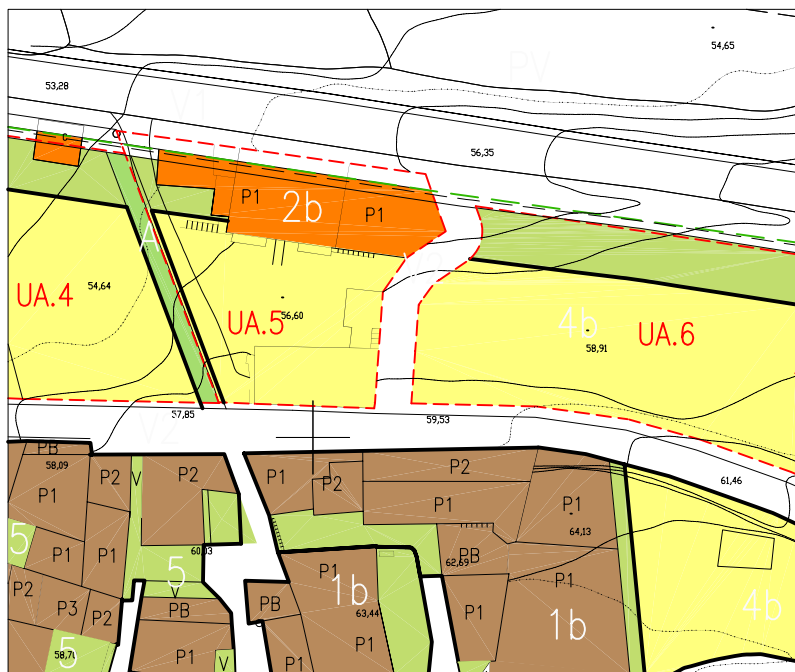 54,65
PV
53,28
V1
C
C
56,35
P1
2b
P1
A
54,64
UA.4
56,60
UA.5
4b
58,91
UA.6
57,85
59,53
V2
PB
58,09
P2
V
P2
P1
P2
P2
P1
61,46
P1
P1
64,13
5
P1
P1
60,03
5
P1
PB
62,69
P1
P2
P3
P2
V
PB
PB
1b
63,44
P1
1b
4b
5
58,70
P1
V
P1
P1